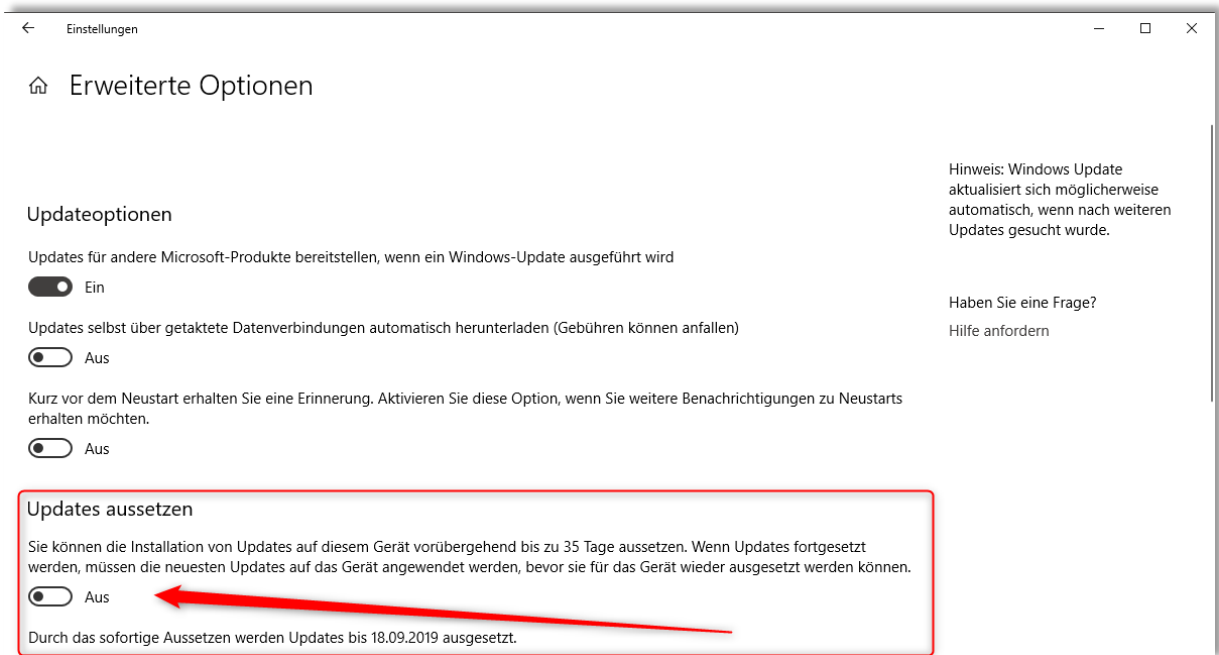 Einstellungen
Erweiterte Optionen
Updateoptionen
Updates für andere Microsoft-Produkte bereitstellen, wenn ein Windows-Update ausgeführt wird
Ein
Updates selbst über getaktete Datenverbindungen automatisch herunterladen (Gebühren können anfallen)
Aus
Kurz vor dem Neustart erhalten Sie eine Erinnerung. Aktivieren Sie diese Option, wenn Sie weitere Benachrichtigungen zu Neustarts
erhalten möchten.
Aus
Updates aussetzen
Sie können die Installation von Updates auf diesem Gerät vorübergehend bis zu 35 Tage aussetzen. Wenn Updates fortgesetzt
werden, müssen die neuesten Updates auf das Gerät angewendet werden, bevor sie für das Gerät wieder ausgesetzt werden können.
Aus
Durch das sofortige Aussetzen werden Updates bis 18.09.2019 ausgesetzt.
Hinweis: Windows Update
aktualisiert sich möglicherweise
automatisch, wenn nach weiteren
Updates gesucht wurde.
Haben Sie eine Frage?
Hilfe anfordern